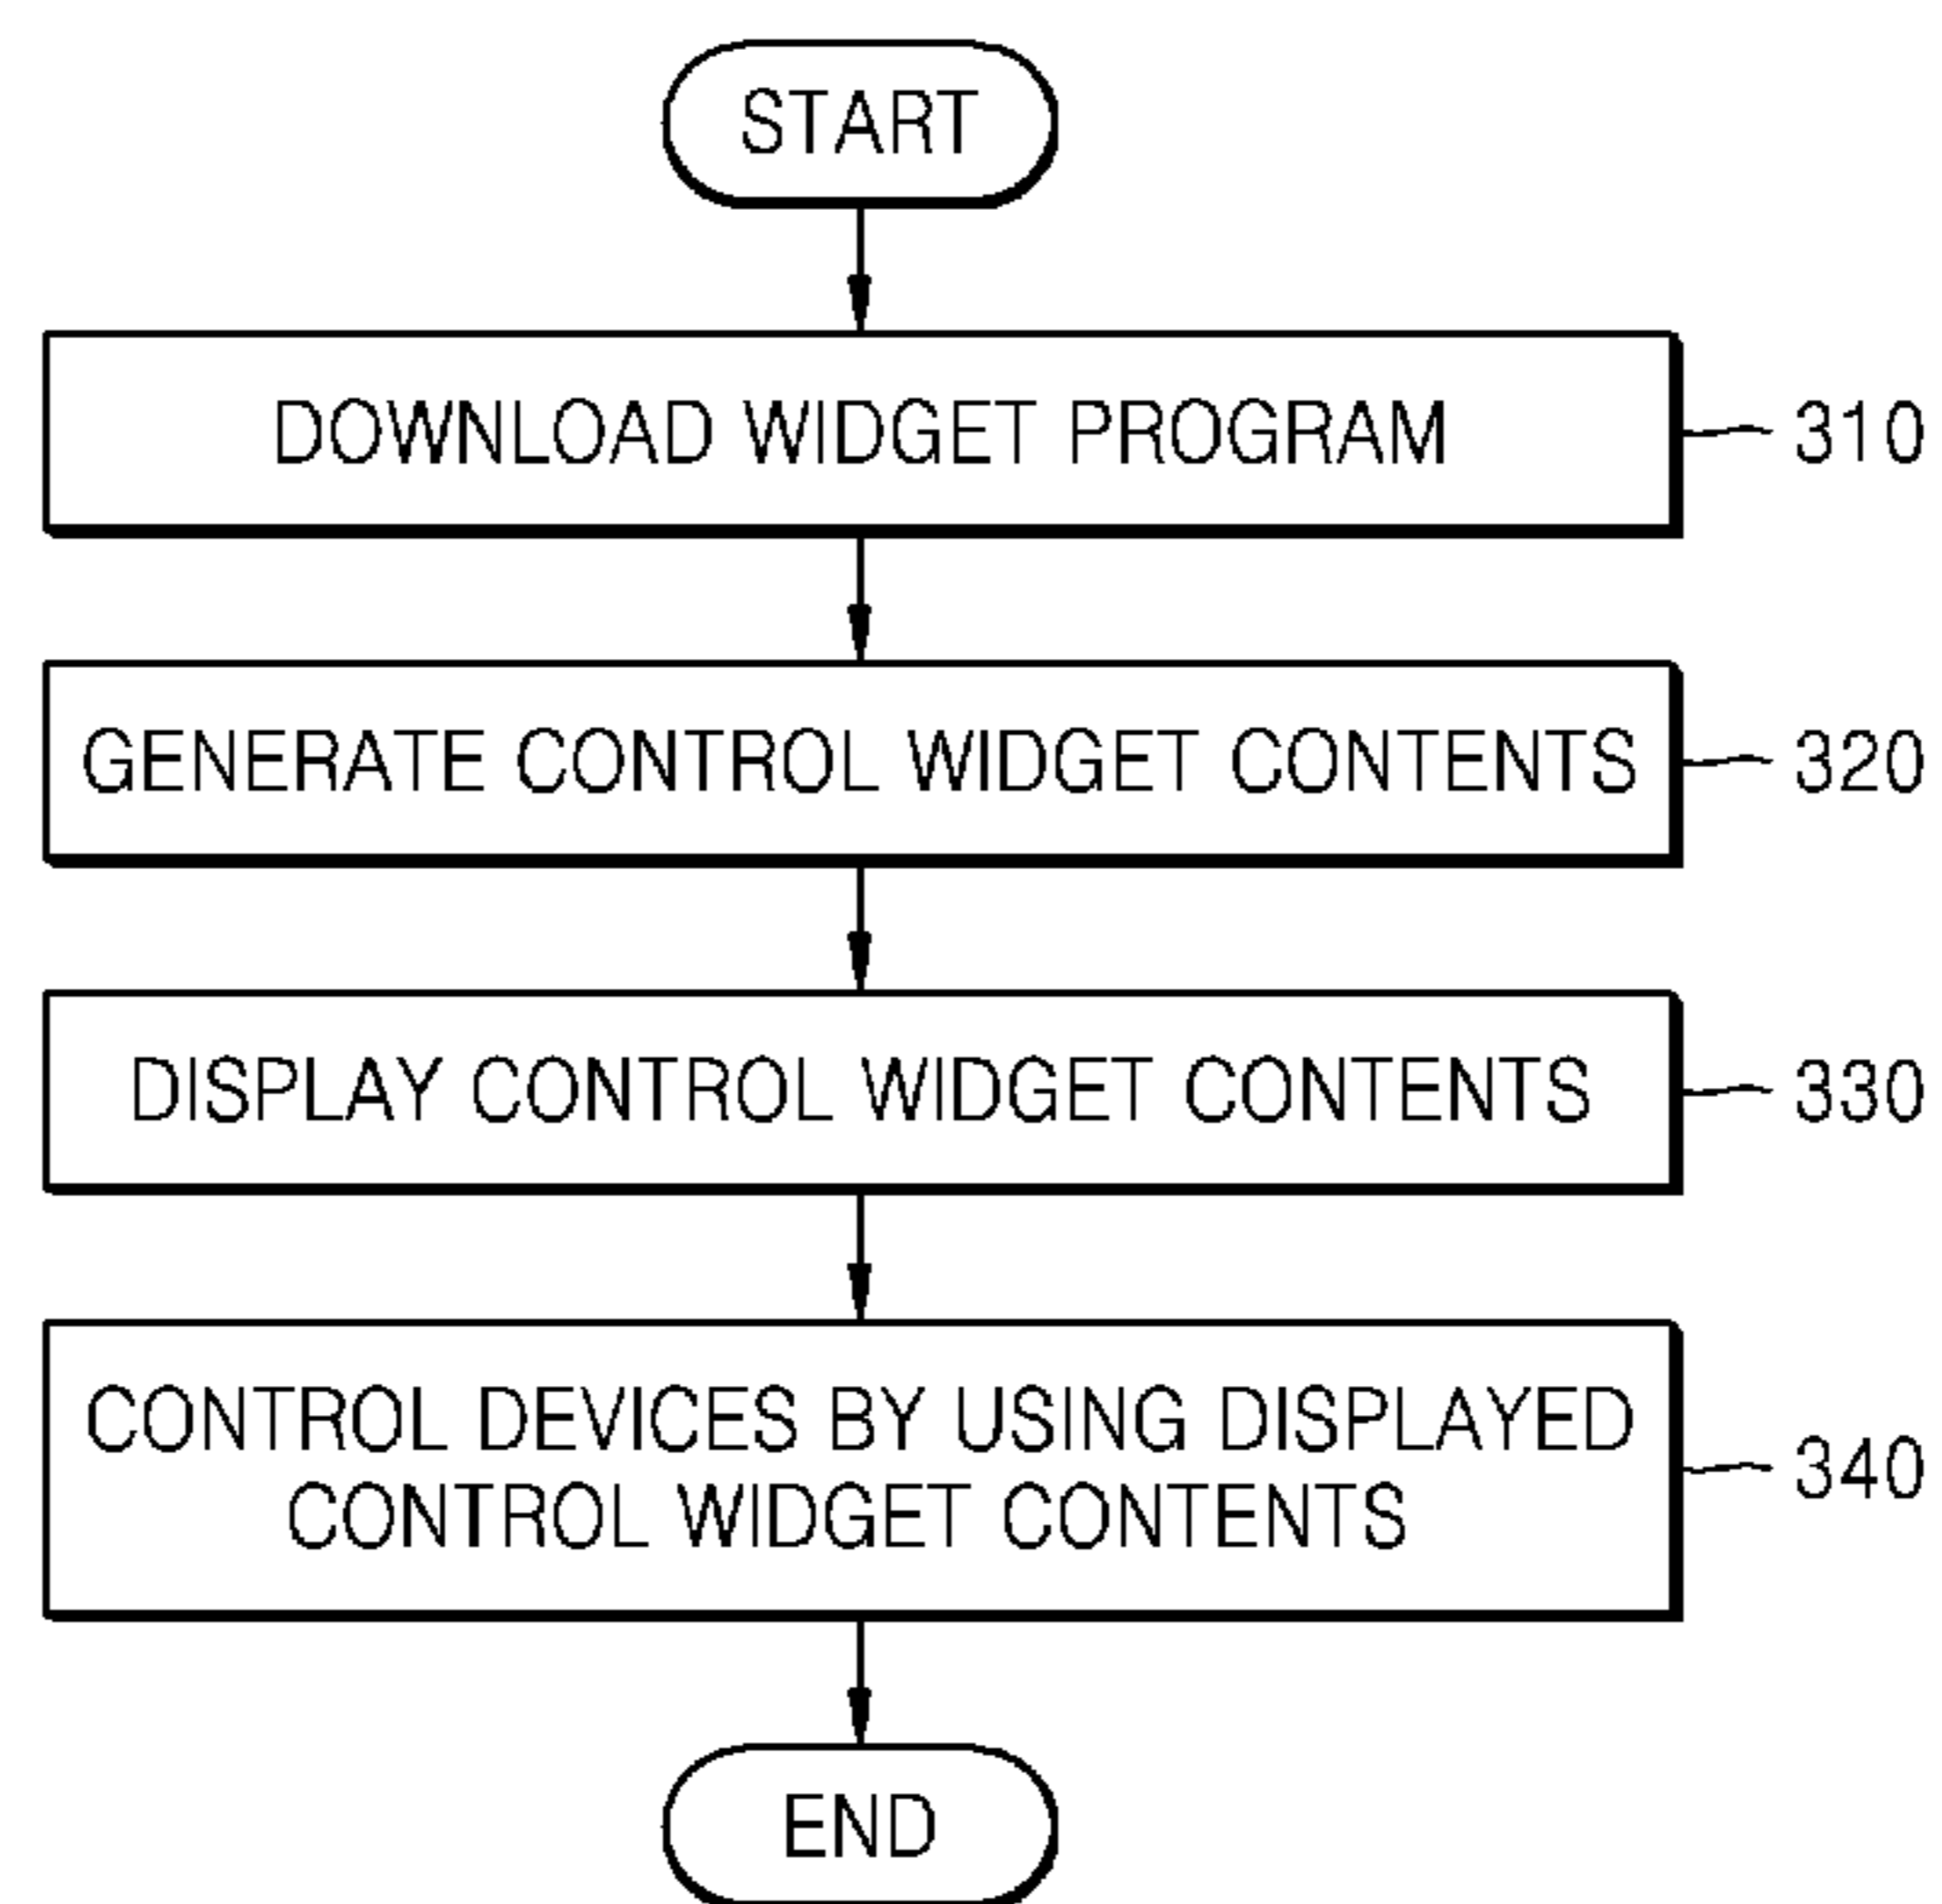 START
DOWNLOAD WIDGET PROGRAM
310
GENERATE CONTROL WIDGET CONTENTS
320
DISPLAY CONTROL WIDGET CONTENTS
330
CONTROL DEVICES BY USING DISPLAYED
CONTROL WIDGET CONTENTS
340
END